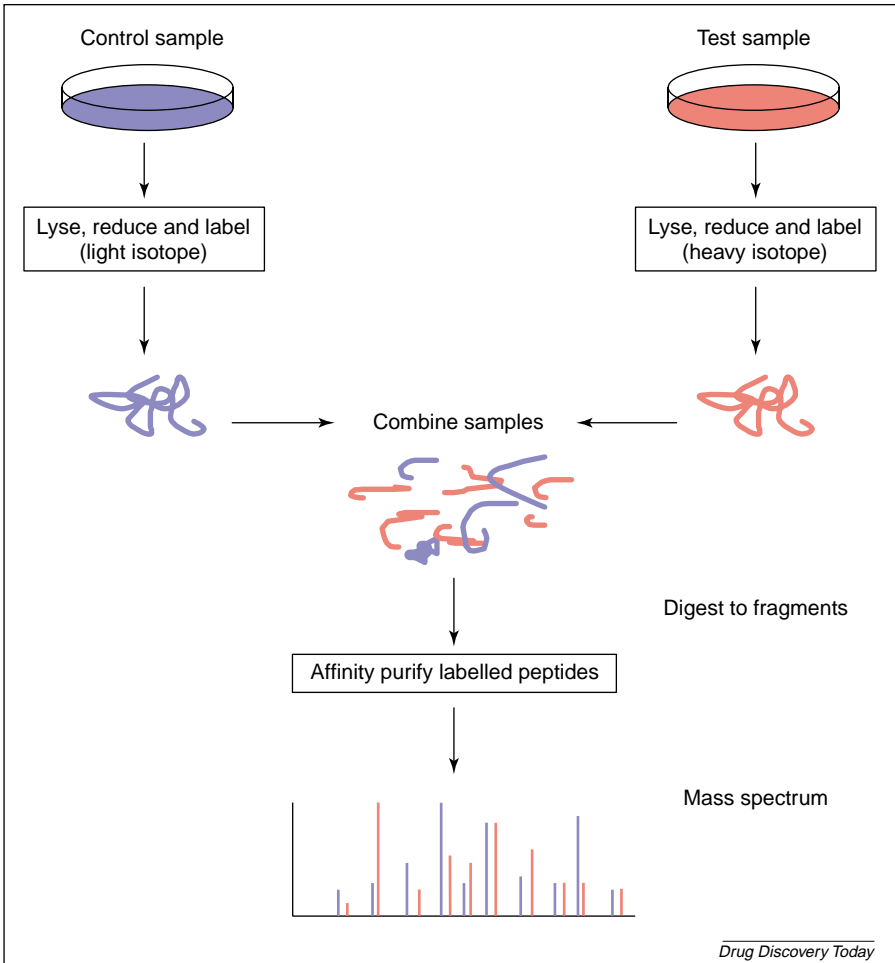 Control sample
Test sample
Lyse, reduce and label
(light isotope)
Lyse, reduce and label
(heavy isotope)
Combine samples
Digest to fragments
Affinity purify labelled peptides
Mass spectrum
Drug Discovery Today